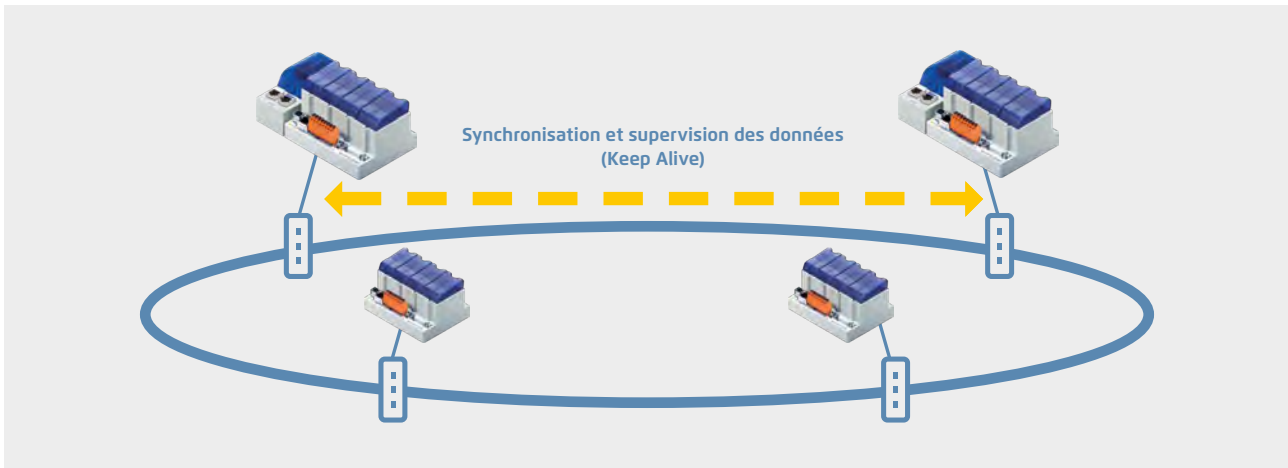 Synchronisation et supervision des données
(Keep Alive)